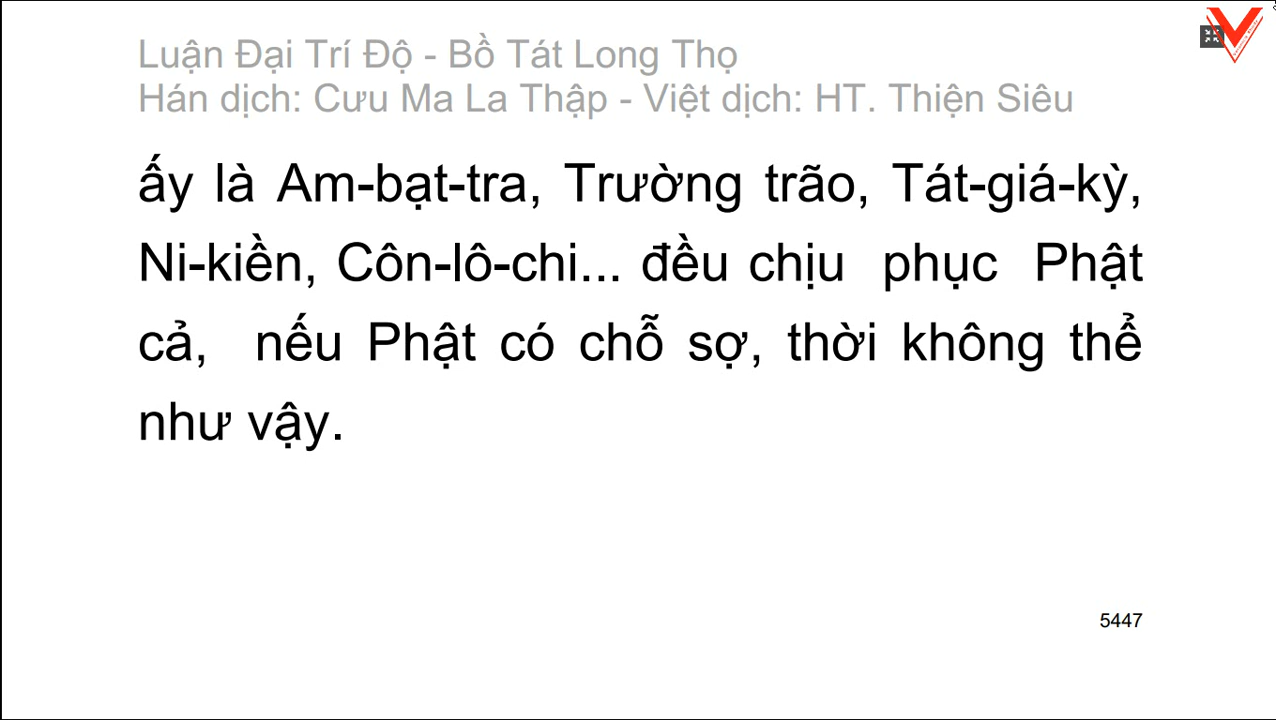 Luận Đại Trí Độ - Bồ Tát Long Thọ
Hán dịch: Cưu Ma La Thập - Việt dịch: HT. Thiện Siêu
ấy là Am-bạt-tra, Trường trão, Tát-giá-kỳ,
Ni-kiền, Côn-lô-chi... đều chịu phục Phật
cả, nếu Phật có chỗ sợ, thời không thể
như vậy.
5447